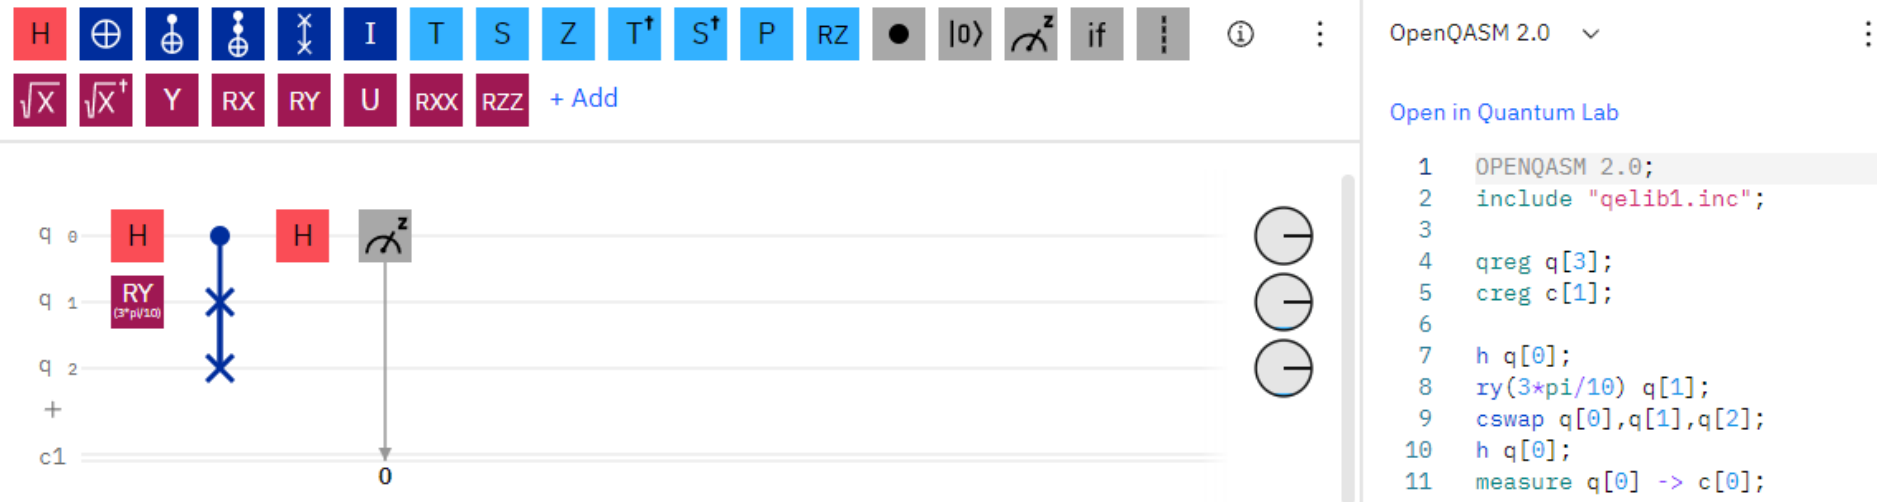 H I T S Z T† S† P RZ |0⟩ z if
√X √X† Y RX RY U RXX RZZ + Add
q 0 H H z
q 1 RY
(3*pi/10)
q 2
+
c1
0
OpenQASM 2.0
Open in Quantum Lab
1 OPENQASM 2.0;
2 include "qelib1.inc";
3
4 qreg q[3];
5 creg c[1];
6
7 h q[0];
8 ry(3*pi/10) q[1];
9 cswap q[0],q[1],q[2];
10 h q[0];
11 measure q[0] -> c[0];